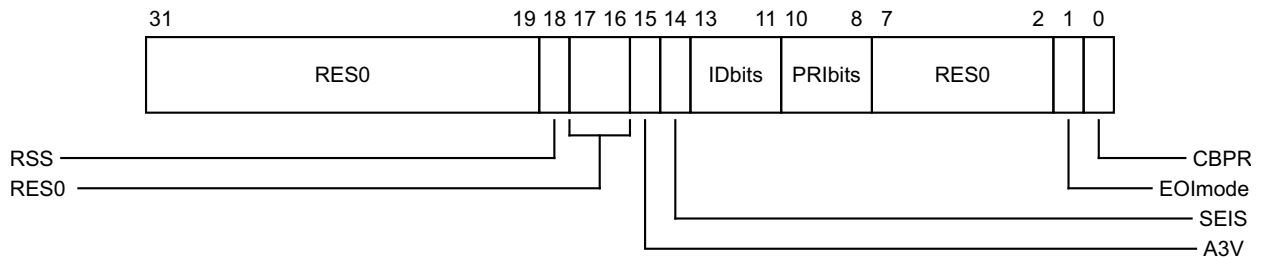 31 19 18 17 16 15 14 13 11 10 8 7 2 1 0
RES0 IDbits PRIbits RES0
RSS CBPR
RES0 EOImode
SEIS
A3V